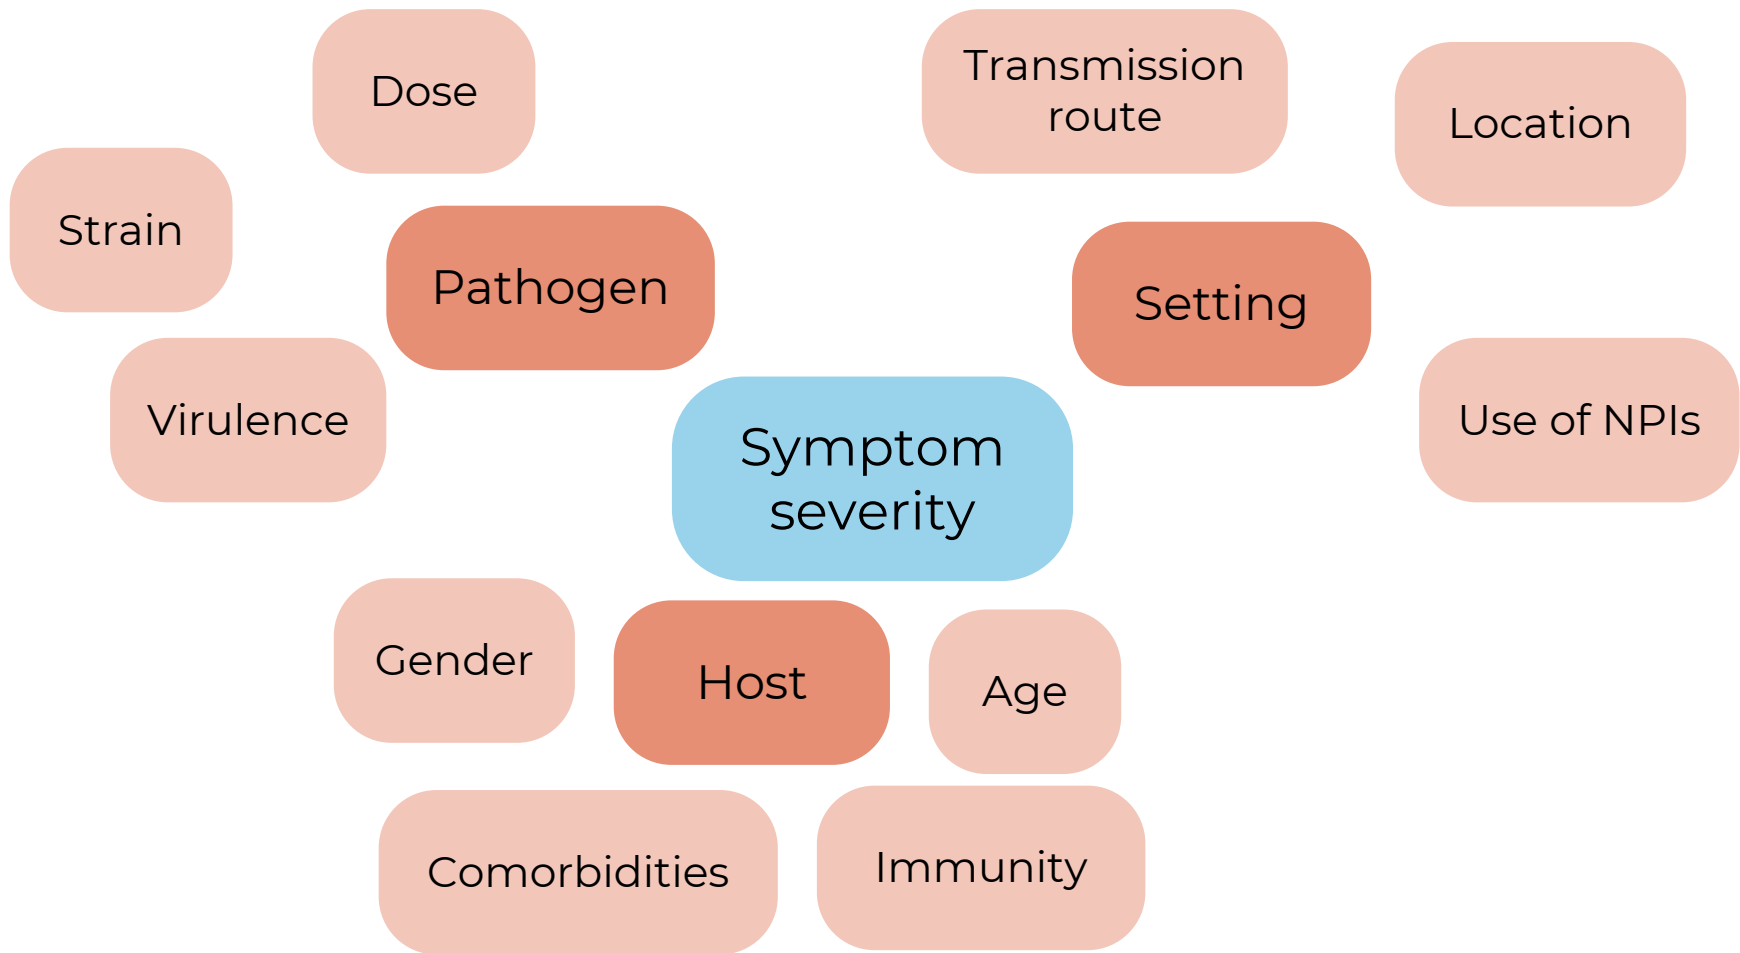 Dose
Transmission
route
Location
Strain
Pathogen
Setting
Virulence
Use of NPIs
Symptom
severity
Gender
Host
Age
Comorbidities
Immunity